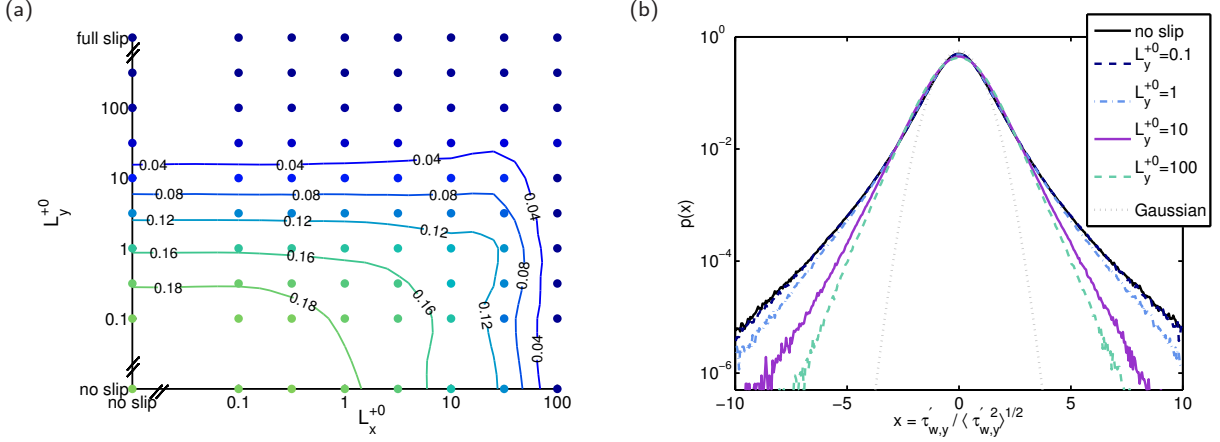 (a)
full slip
100
10
1
0.1
no slip
L_y^{+0}
0.04
0.04
0.04
0.04
0.04
0.08
0.08
0.08
0.08
0.12
0.12
0.12
0.12
0.16
0.16
0.16
0.18
0.18
no slip
0.1
1
10
100
L_x^{+0}
(b)
10^0
10^{−2}
10^{−4}
10^{−6}
p(x)
−10
−5
0
5
10
x = τ'_{w,y} / ⟨ τ'_{w,y}^2 ⟩^{1/2}
no slip
L_y^{+0}=0.1
L_y^{+0}=1
L_y^{+0}=10
L_y^{+0}=100
Gaussian